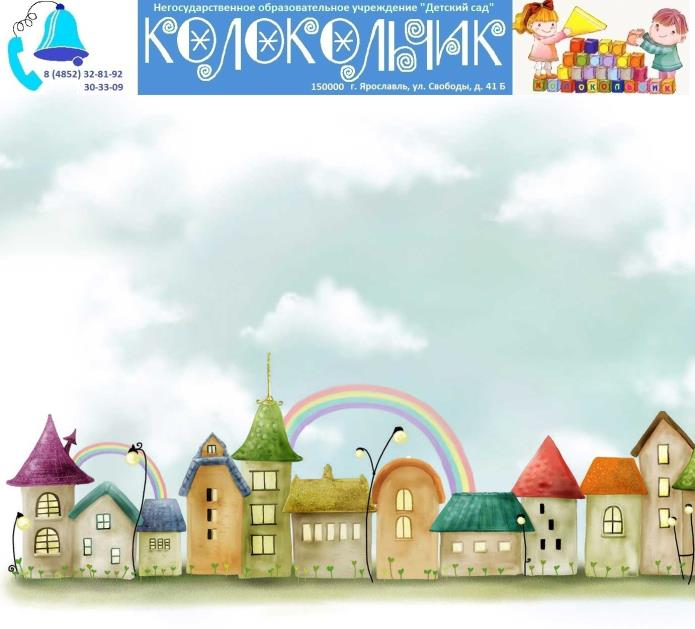 Негосударственное образовательное учреждение "Детский сад"
КОЛОКОЛЬЧИК
150000 г. Ярославль, ул. Свободы, д. 41 Б
8 (4852) 32-81-92
30-33-09
КОЛОКОЛЬЧИК